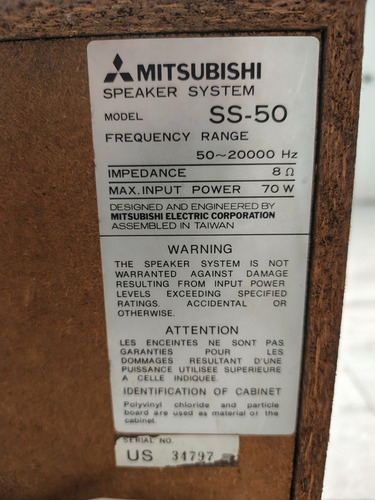 MITSUBISHI
SPEAKER SYSTEM
MODEL SS-50
FREQUENCY RANGE
50~20000 Hz
IMPEDANCE 8 Ω
MAX. INPUT POWER 70 W
DESIGNED AND ENGINEERED BY
MITSUBISHI ELECTRIC CORPORATION
ASSEMBLED IN TAIWAN
WARNING
THE SPEAKER SYSTEM IS NOT
WARRANTED AGAINST DAMAGE
RESULTING FROM INPUT POWER
LEVELS EXCEEDING SPECIFIED
RATINGS. ACCIDENTAL OR
OTHERWISE.
ATTENTION
LES ENCEINTES NE SONT PAS
GARANTIES POUR LES
DOMMAGES RESULTANT D'UNE
PUISSANCE UTILISEE SUPERIEURE
A CELLE INDIQUEE.
IDENTIFICATION OF CABINET
Polyvinyl chloride and particle
board are used as material of the
cabinet
SERIAL NO.
US 34797